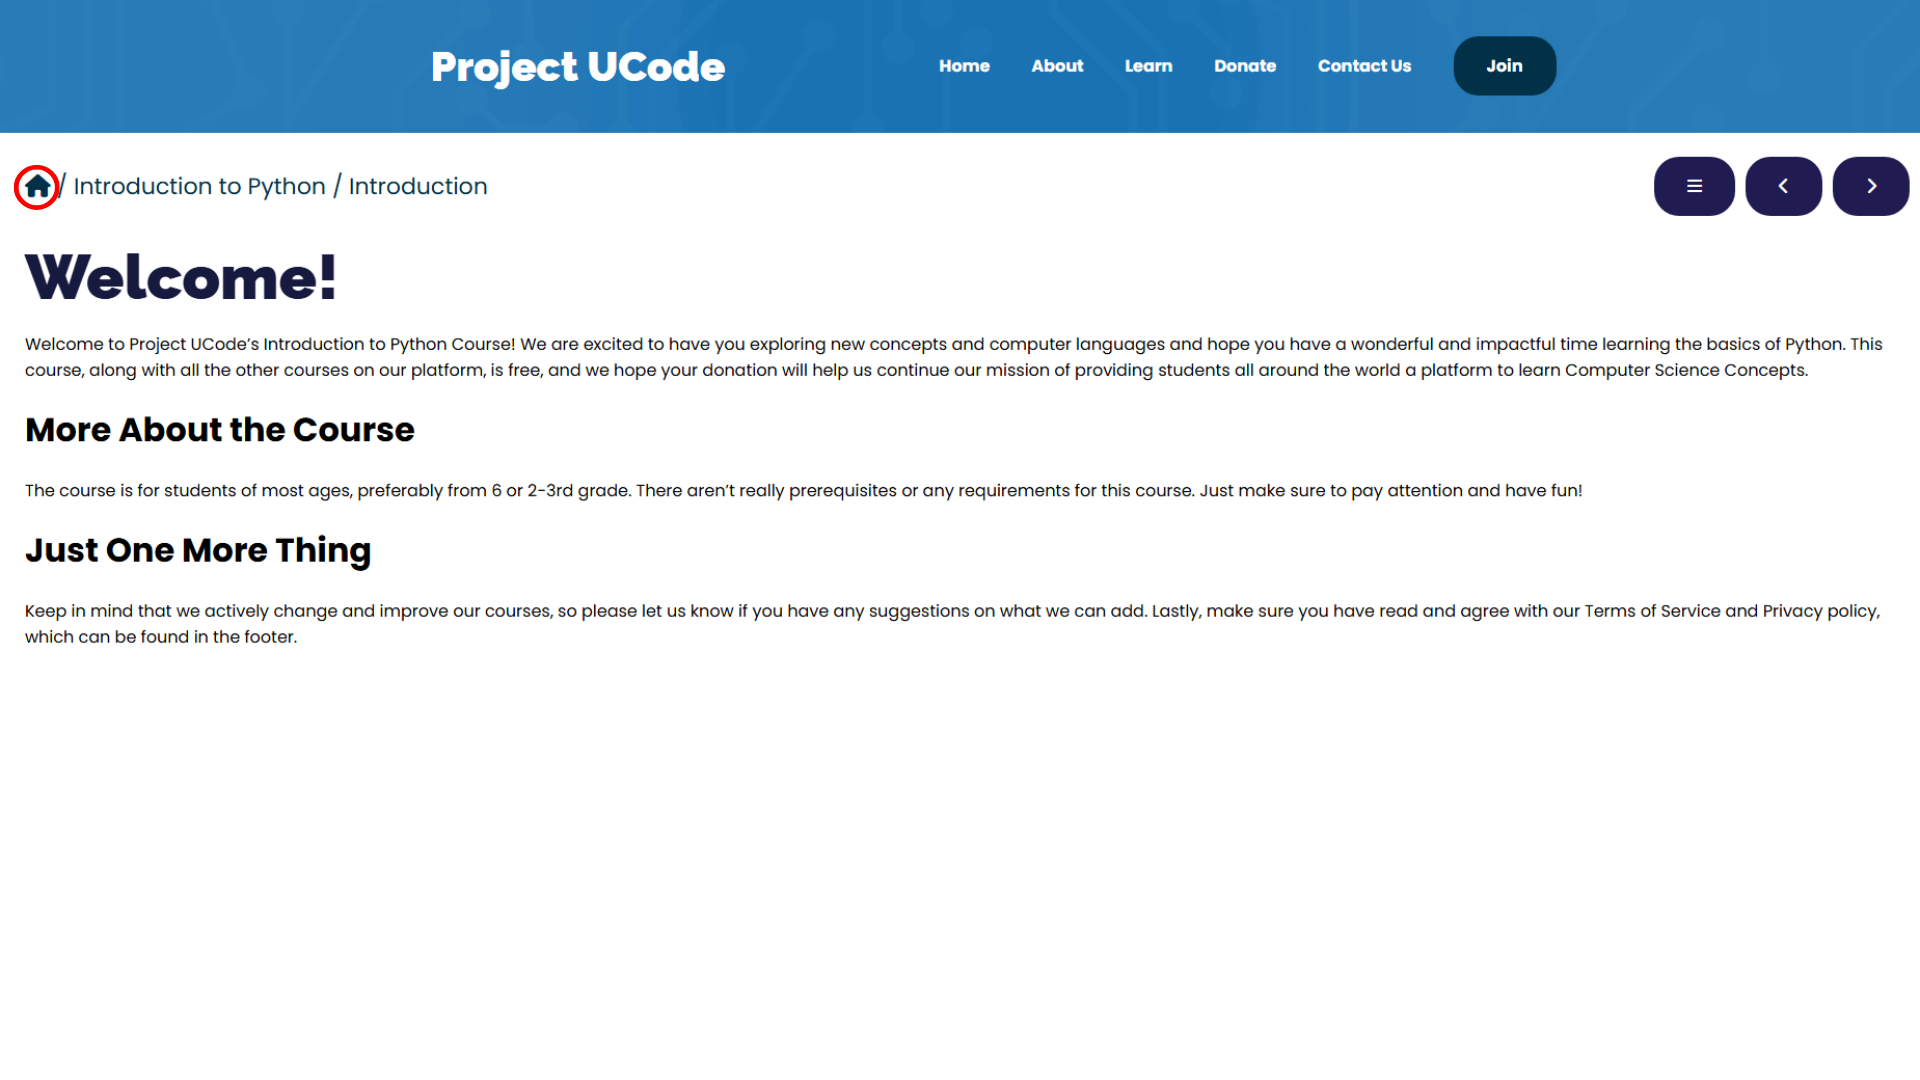 Project UCode
Home About Learn Donate Contact Us Join
/ Introduction to Python / Introduction
Welcome!
Welcome to Project UCode’s Introduction to Python Course! We are excited to have you exploring new concepts and computer languages and hope you have a wonderful and impactful time learning the basics of Python. This
course, along with all the other courses on our platform, is free, and we hope your donation will help us continue our mission of providing students all around the world a platform to learn Computer Science Concepts.
More About the Course
The course is for students of most ages, preferably from 6 or 2-3rd grade. There aren’t really prerequisites or any requirements for this course. Just make sure to pay attention and have fun!
Just One More Thing
Keep in mind that we actively change and improve our courses, so please let us know if you have any suggestions on what we can add. Lastly, make sure you have read and agree with our Terms of Service and Privacy policy,
which can be found in the footer.